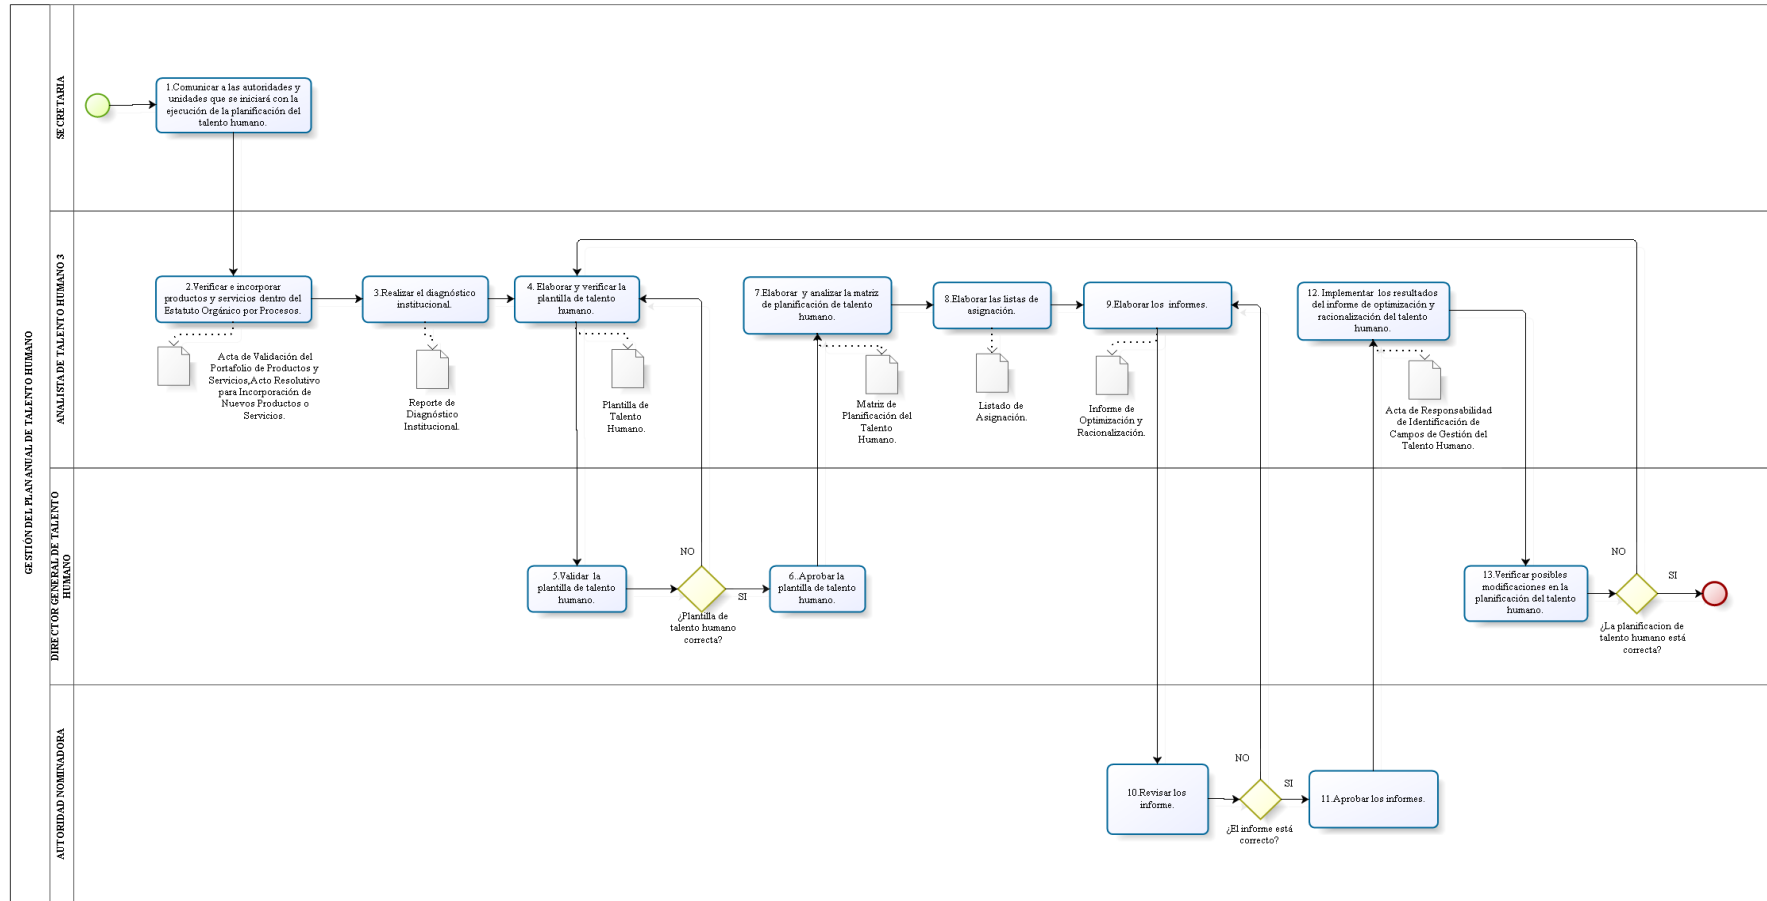 GESTIÓN DEL PLAN ANUAL DE TALENTO HUMANO
SECRETARIA
1.Comunicar a las autoridades y
unidades que se iniciará con la
ejecución de la planificación del
talento humano.
ANALISTA DE TALENTO HUMANO 3
2.Verificar e incorporar
productos y servicios dentro del
Estatuto Orgánico por Procesos.
Acta de Validación del
Portafolio de Productos y
Servicios,Acto Resolutivo
para Incorporación de
Nuevos Productos o
Servicios.
3.Realizar el diagnóstico
institucional.
Reporte de
Diagnóstico
Institucional.
4. Elaborar y verificar la
plantilla de talento
humano.
Plantilla de
Talento
Humano.
7.Elaborar y analizar la matriz
de planificación de talento
humano.
Matriz de
Planificación del
Talento
Humano.
8.Elaborar las listas de
asignación.
Listado de
Asignación.
9.Elaborar los informes.
Informe de
Optimización y
Racionalización.
12. Implementar los resultados
del informe de optimización y
racionalización del talento
humano.
Acta de Responsabilidad
de Identificación de
Campos de Gestión del
Talento Humano.
DIRECTOR GENERAL DE TALENTO
HUMANO
5.Validar la
plantilla de talento
humano.
NO
SI
¿Plantilla de
talento humano
correcta?
6..Aprobar la
plantilla de talento
humano.
13.Verificar posibles
modificaciones en la
planificación del talento
humano.
NO
SI
¿La planificacion de
talento humano está
correcta?
AUTORIDAD NOMINADORA
10.Revisar los
informe.
NO
SI
¿El informe está
correcto?
11.Aprobar los informes.